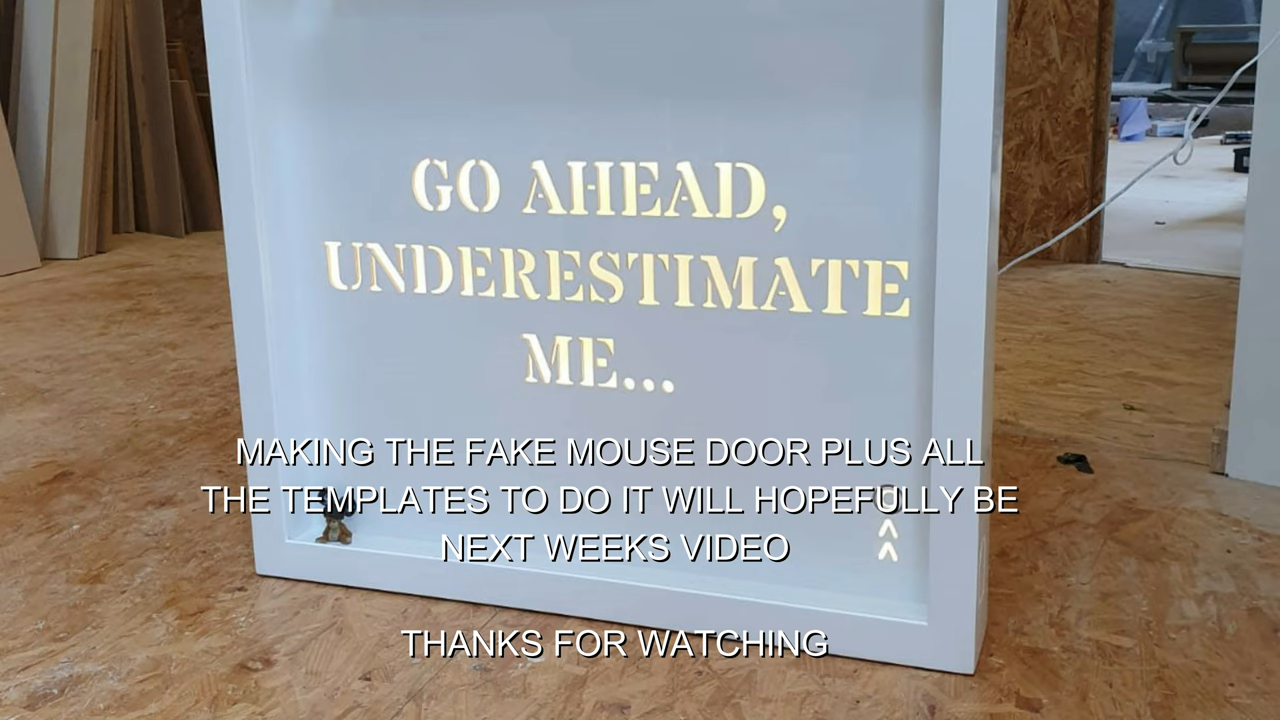 GO AHEAD,
UNDERESTIMATE
ME...
MAKING THE FAKE MOUSE DOOR PLUS ALL
THE TEMPLATES TO DO IT WILL HOPEFULLY BE
NEXT WEEKS VIDEO
THANKS FOR WATCHING